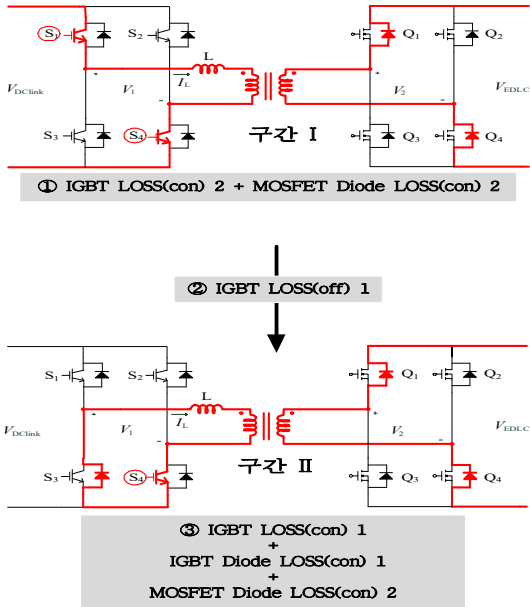 S1
S2
L
Q1
Q2
VDClink
V1
IL
V2
VEDLC
S3
S4
구간 Ⅰ
Q3
Q4
① IGBT LOSS(con) 2 + MOSFET Diode LOSS(con) 2
② IGBT LOSS(off) 1
S1
S2
L
Q1
Q2
VDClink
V1
IL
V2
VEDLC
S3
S4
구간 Ⅱ
Q3
Q4
③ IGBT LOSS(con) 1
+
IGBT Diode LOSS(con) 1
+
MOSFET Diode LOSS(con) 2